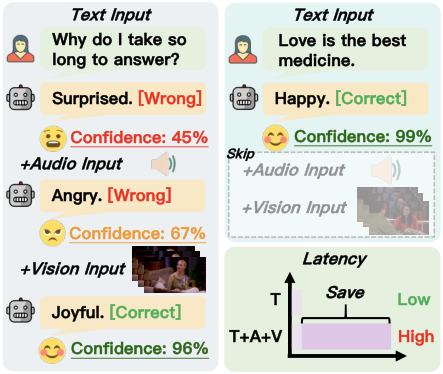 Text Input
Why do I take so
long to answer?
Surprised. [Wrong]
Confidence: 45%
+Audio Input
Angry. [Wrong]
Confidence: 67%
+Vision Input
Joyful. [Correct]
Confidence: 96%
Text Input
Love is the best
medicine.
Happy. [Correct]
Confidence: 99%
Skip
+Audio Input
+Vision Input
Latency
T
Save
Low
T+A+V
High